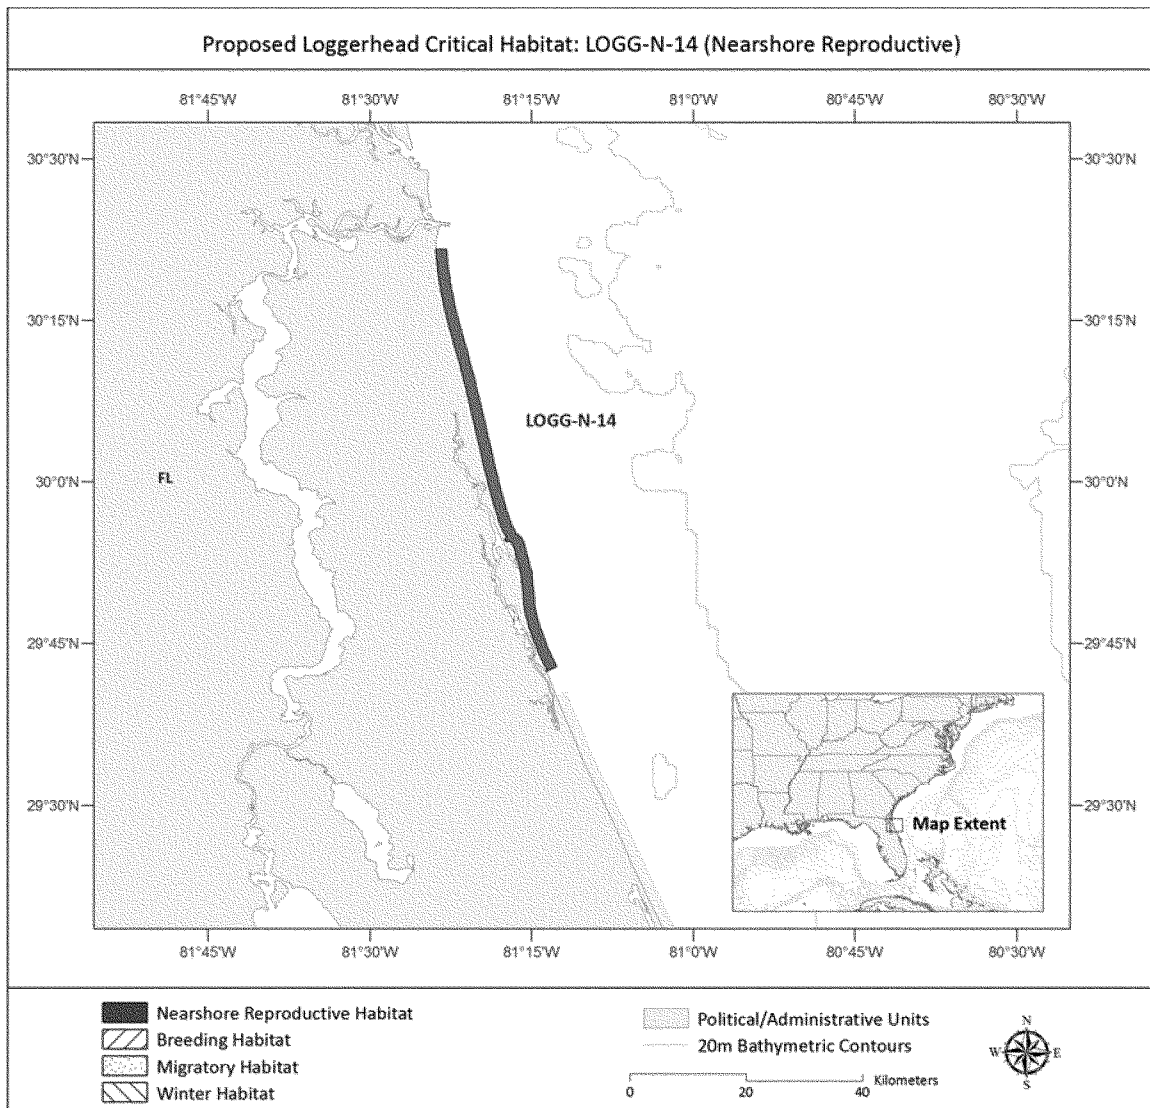 Proposed Loggerhead Critical Habitat: LOGG-N-14 (Nearshore Reproductive)
81°45'W 81°30'W 81°15'W 81°0'W 80°45'W 80°30'W
30°30'N 30°30'N
30°15'N 30°15'N
LOGG-N-14
FL
30°0'N 30°0'N
29°45'N 29°45'N
29°30'N 29°30'N
Map Extent
81°45'W 81°30'W 81°15'W 81°0'W 80°45'W 80°30'W
Nearshore Reproductive Habitat
Breeding Habitat
Migratory Habitat
Winter Habitat
Political/Administrative Units
20m Bathymetric Contours
Kilometers
0 20 40
N
W E
S